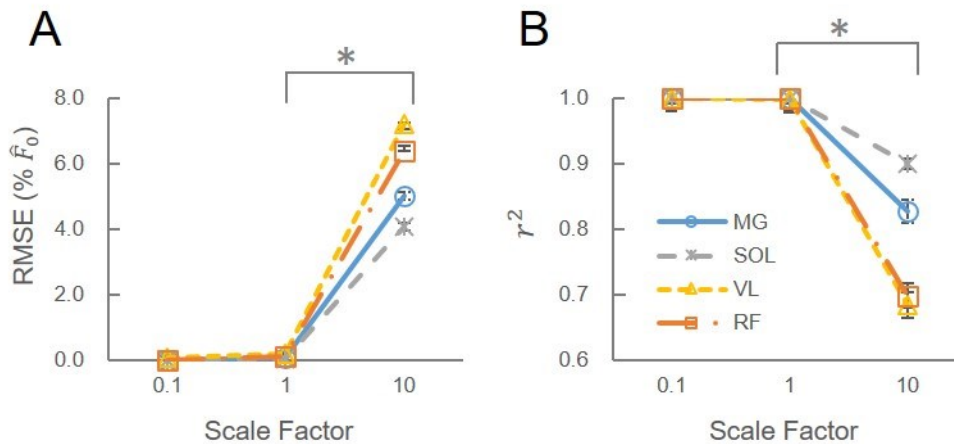 A
*
8.0
6.0
4.0
2.0
0.0
RMSE (% F̂₀)
0.1
1
10
Scale Factor
B
*
1.0
0.9
0.8
0.7
0.6
r²
MG
SOL
VL
RF
0.1
1
10
Scale Factor